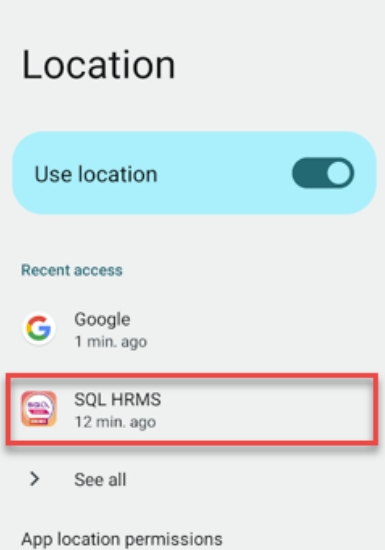 Location
Use location
Recent access
Google
1 min. ago
SQL HRMS
12 min. ago
See all
App location permissions